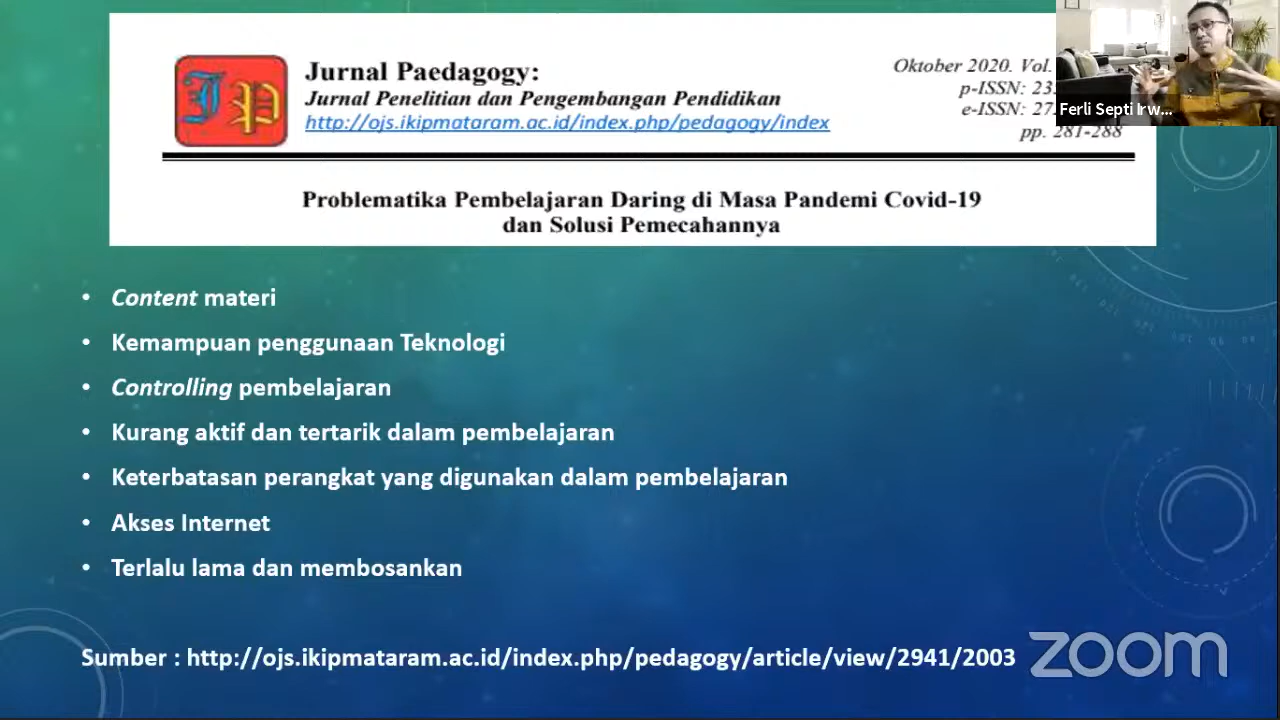 Jurnal Paedagogy:
Jurnal Penelitian dan Pengembangan Pendidikan
http://ojs.ikipmataram.ac.id/index.php/pedagogy/index
Oktober 2020. Vol.
p-ISSN:
e-ISSN:
pp. 281-288
JP
Ferli Septi Irw...
Problematika Pembelajaran Daring di Masa Pandemi Covid-19
dan Solusi Pemecahannya
• Content materi
• Kemampuan penggunaan Teknologi
• Controlling pembelajaran
• Kurang aktif dan tertarik dalam pembelajaran
• Keterbatasan perangkat yang digunakan dalam pembelajaran
• Akses Internet
• Terlalu lama dan membosankan
Sumber : http://ojs.ikipmataram.ac.id/index.php/pedagogy/article/view/2941/2003
zoom